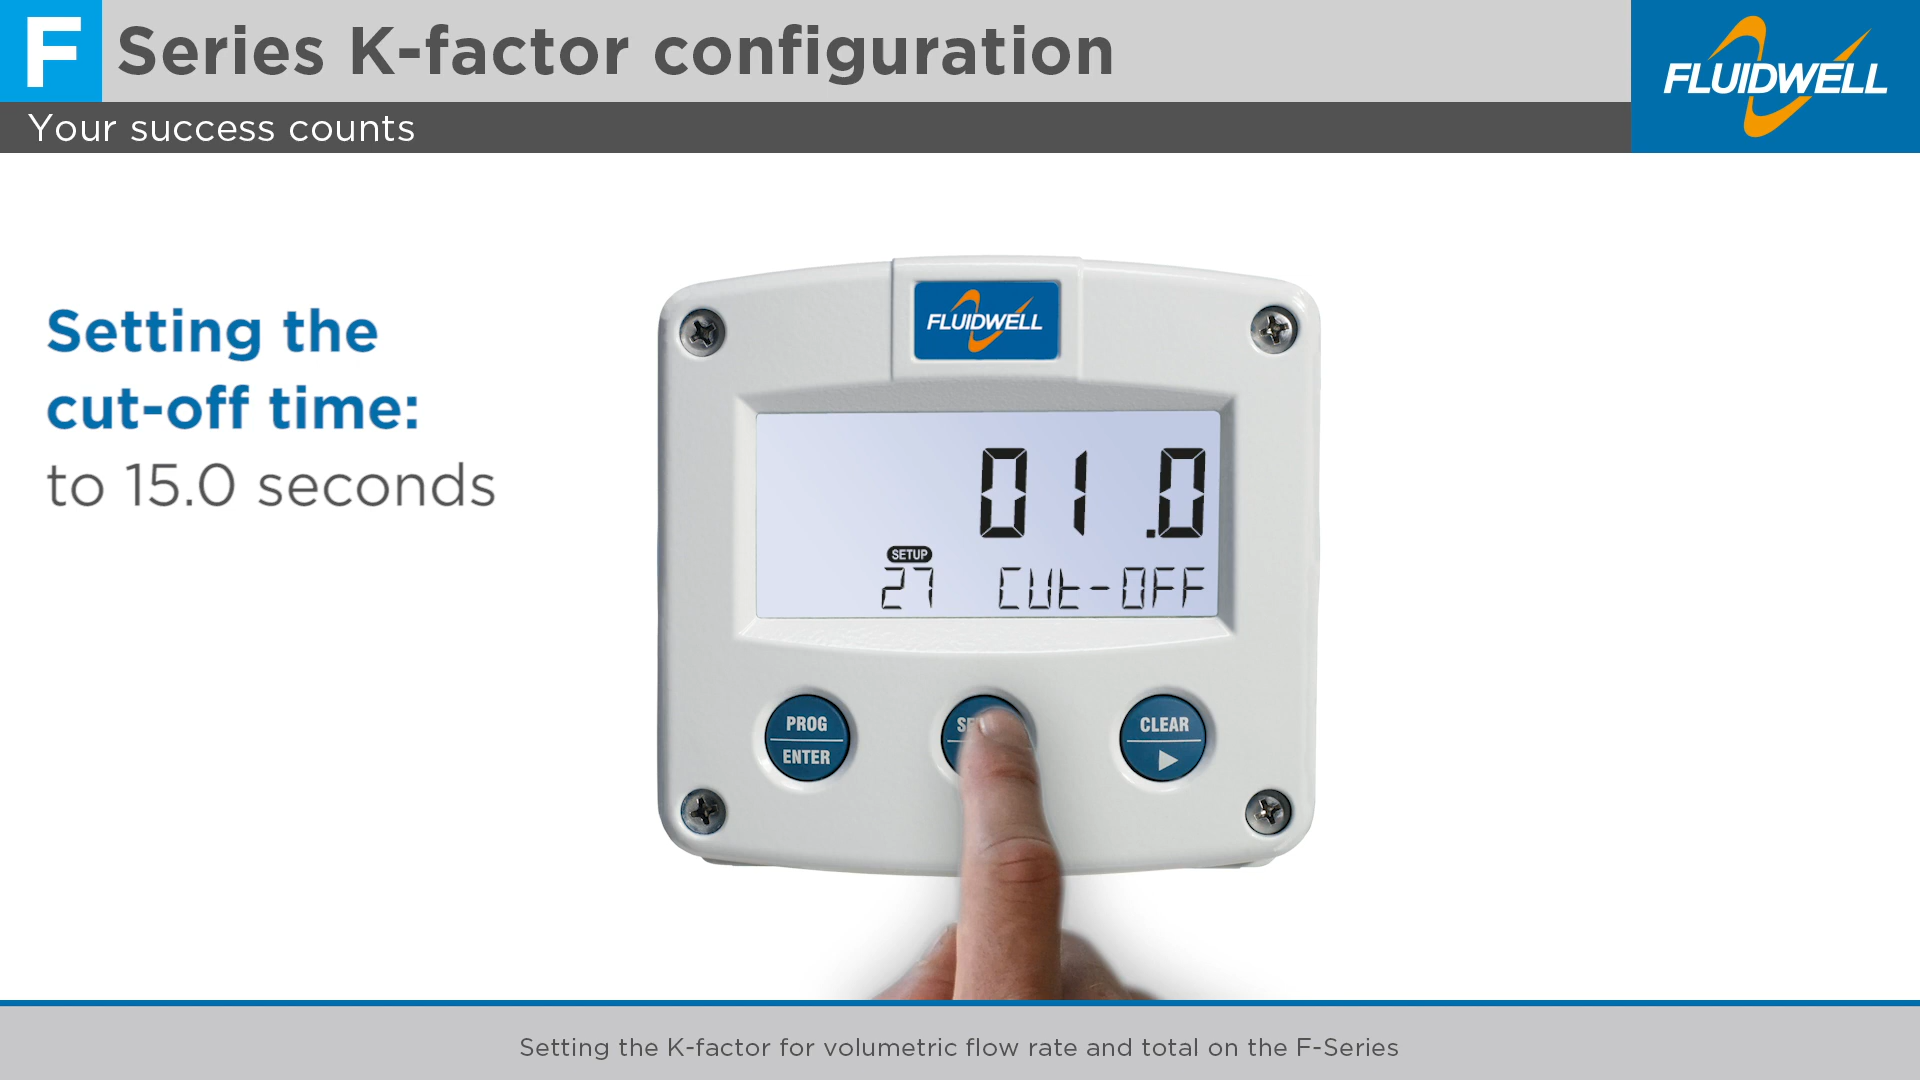 F Series K-factor configuration
FLUIDWELL
Your success counts
Setting the
cut-off time:
to 15.0 seconds
FLUIDWELL
01.0
SETUP
27 CUt-OFF
PROG
ENTER
CLEAR
Setting the K-factor for volumetric flow rate and total on the F-Series